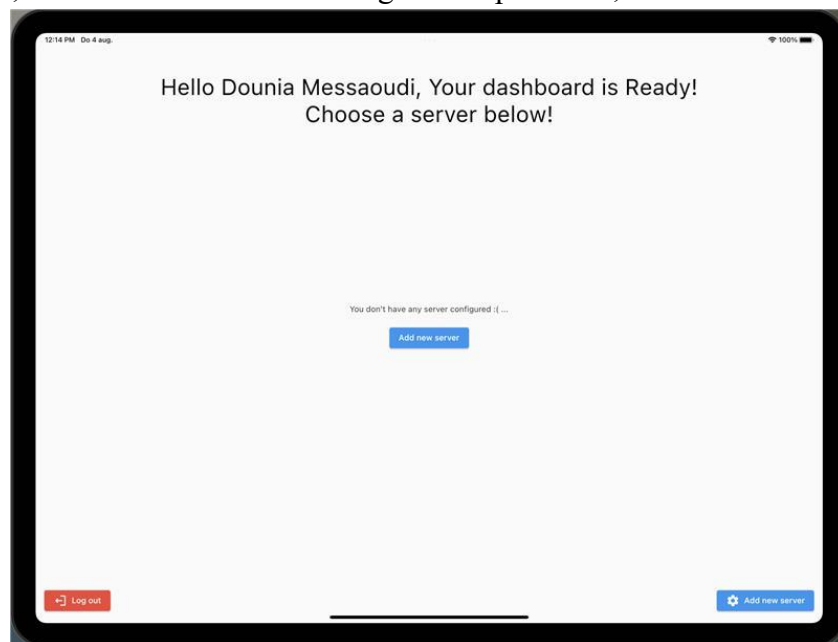 12:14 PM Do 4 aug.
100%
Hello Dounia Messaoudi, Your dashboard is Ready!
Choose a server below!
You don't have any server configured :( ...
Add new server
Log out
Add new server